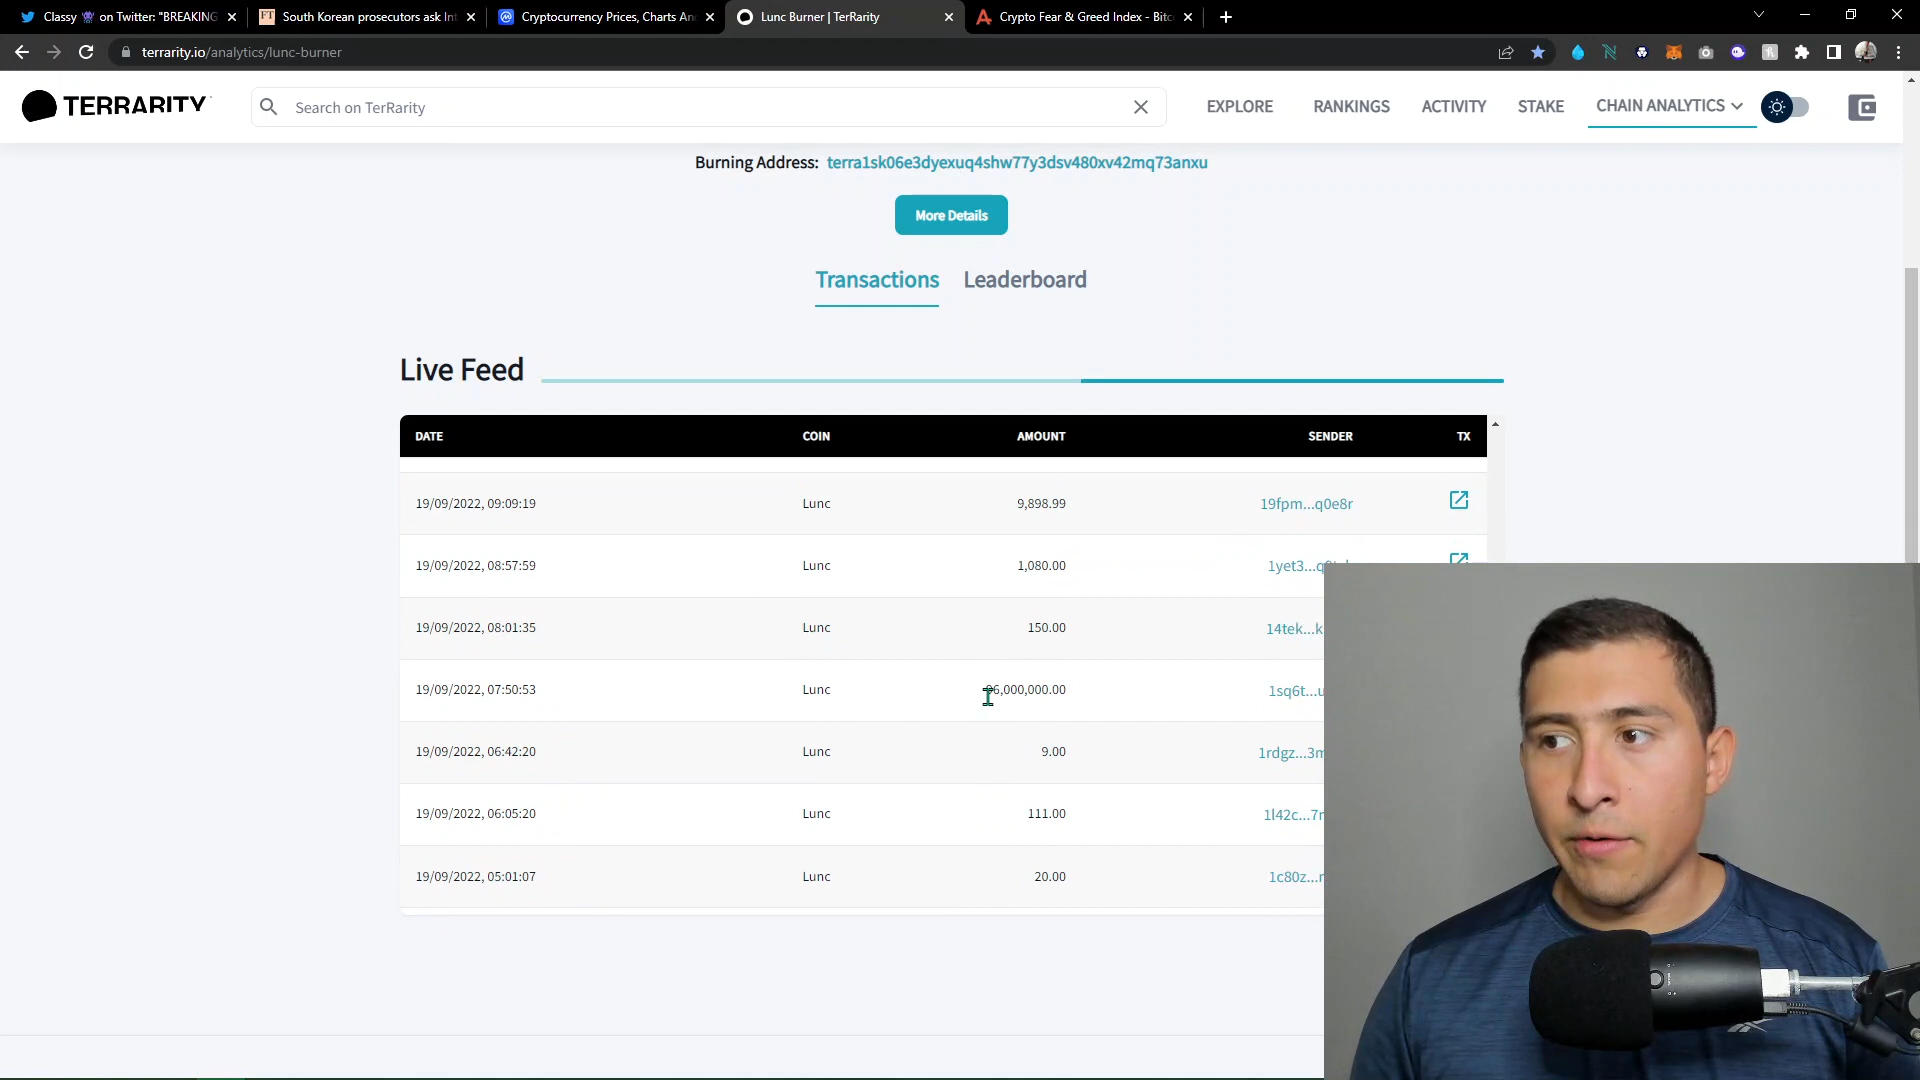 Classy 👾 on Twitter: "BREAKING
South Korean prosecutors ask Int
Cryptocurrency Prices, Charts An
Lunc Burner | TerRarity
Crypto Fear & Greed Index - Bitc
terrarity.io/analytics/lunc-burner
TERRARITY
Search on TerRarity
EXPLORE
RANKINGS
ACTIVITY
STAKE
CHAIN ANALYTICS
Burning Address: terra1sk06e3dyexuq4shw77y3dsv480xv42mq73anxu
More Details
Transactions Leaderboard
Live Feed
DATE COIN AMOUNT SENDER TX
19/09/2022, 09:09:19 Lunc 9,898.99 19fpm...q0e8r
19/09/2022, 08:57:59 Lunc 1,080.00 1yet3...
19/09/2022, 08:01:35 Lunc 150.00 14tek...k
19/09/2022, 07:50:53 Lunc 6,000,000.00 1sq6t...u
19/09/2022, 06:42:20 Lunc 9.00 1rdgz...3m
19/09/2022, 06:05:20 Lunc 111.00 1l42c...7r
19/09/2022, 05:01:07 Lunc 20.00 1c80z...r